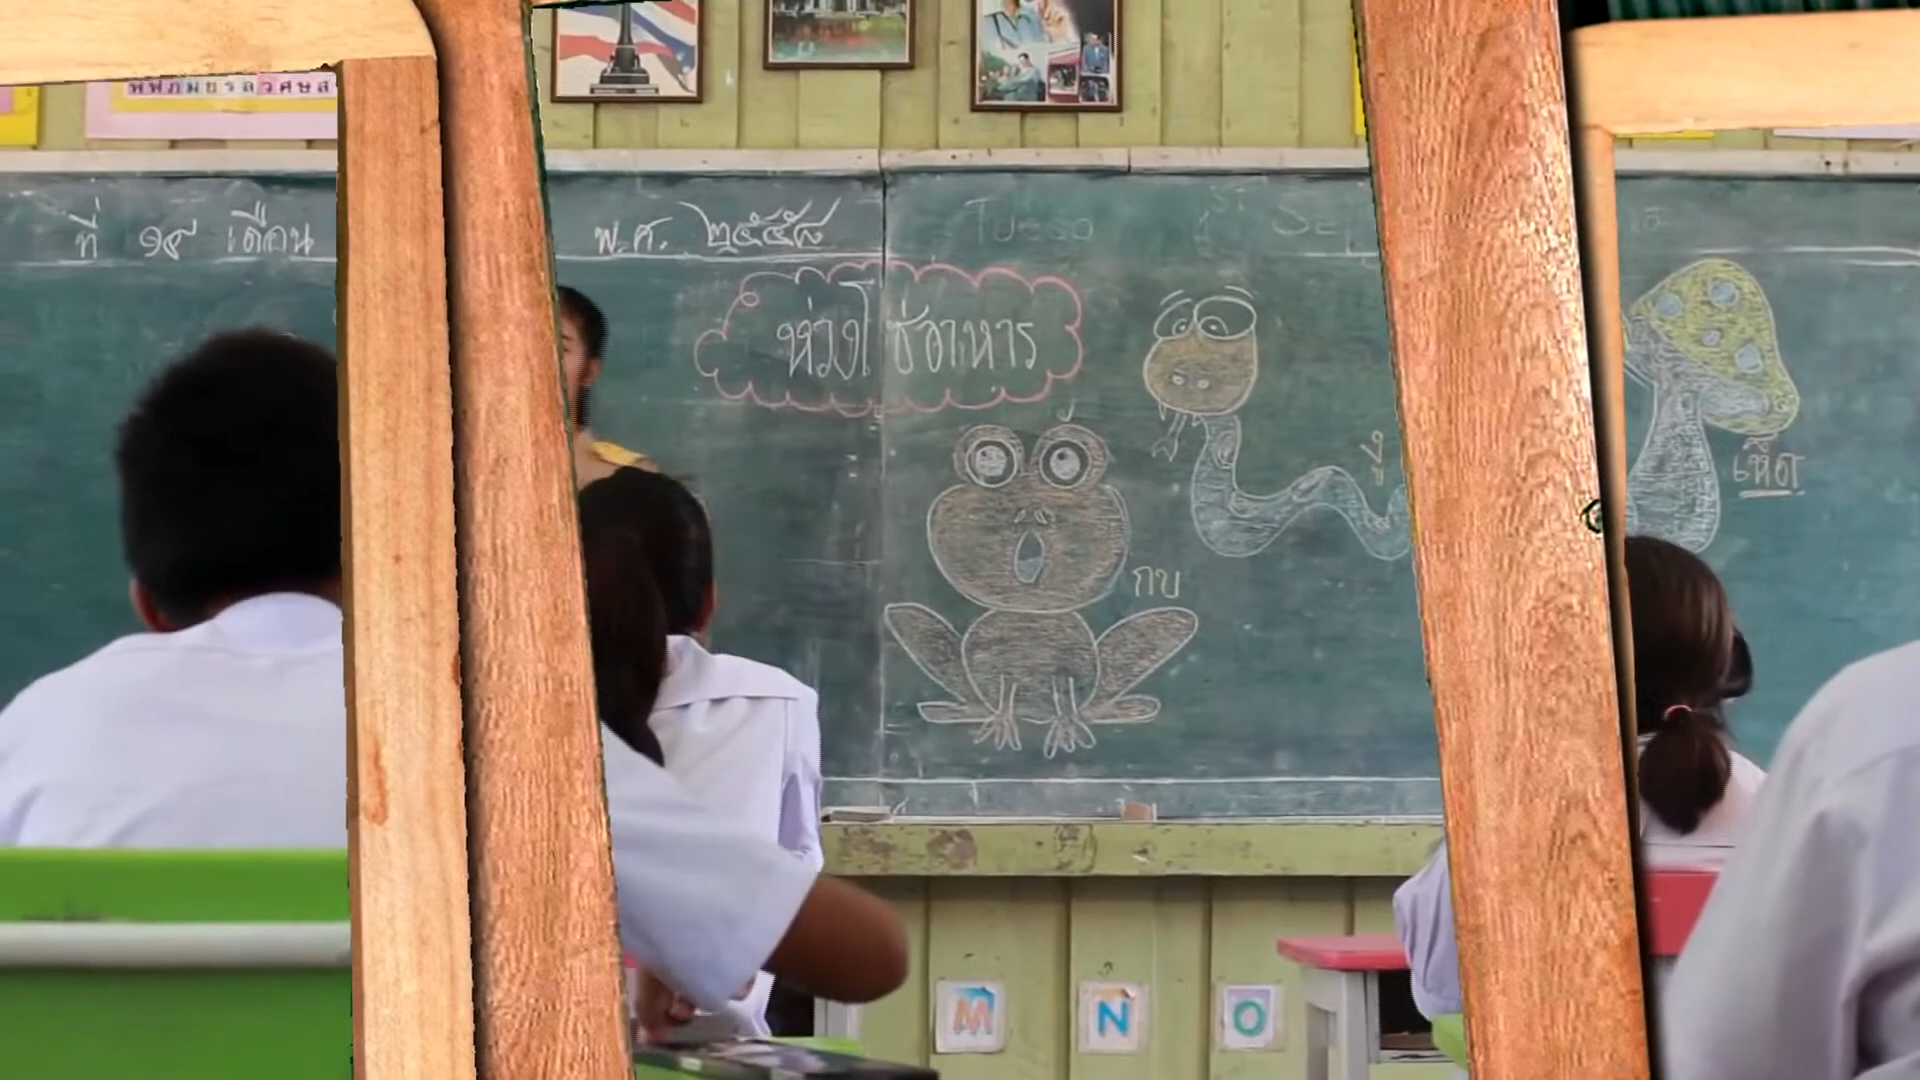 ที่ ๑๙ เดือน
พ.ศ. ๒๕๕๘
ห่วงโซ่อาหาร
งู
เห็ด
กบ
M N O